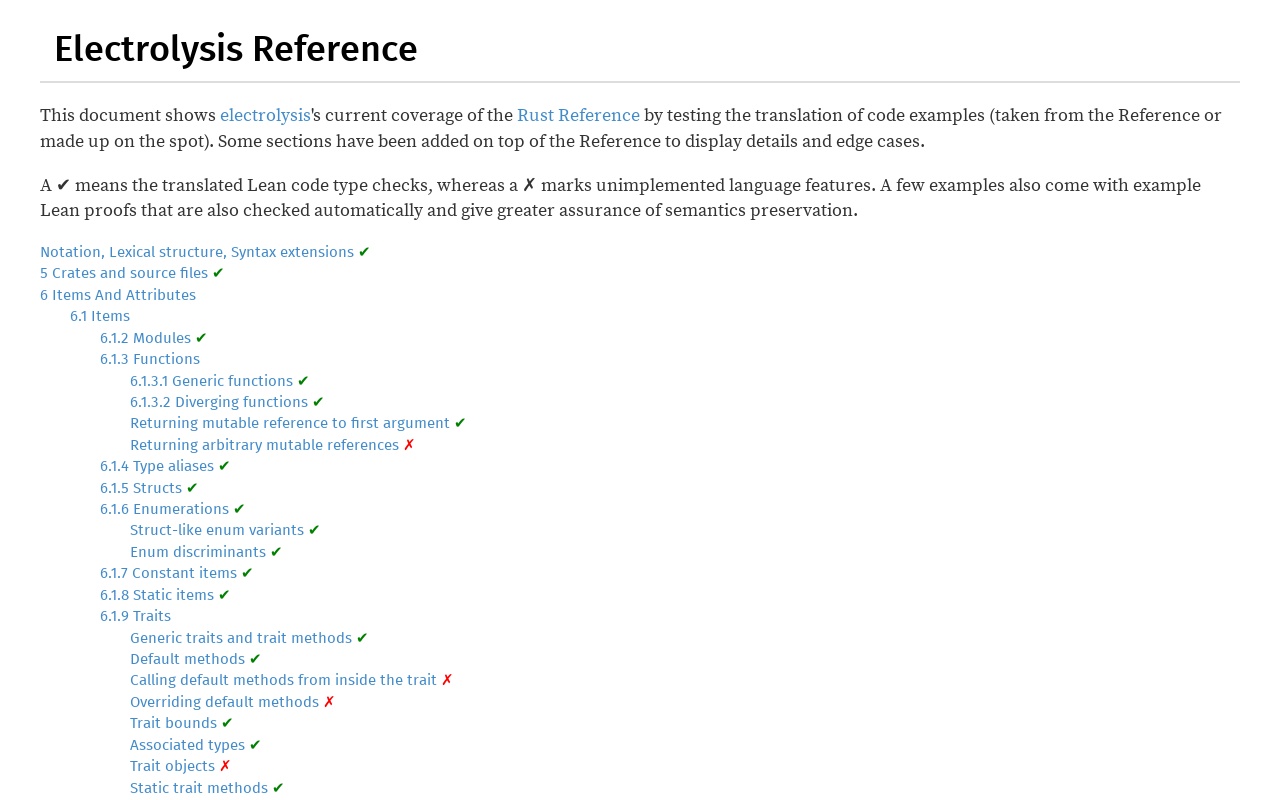 Electrolysis Reference
This document shows electrolysis's current coverage of the Rust Reference by testing the translation of code examples (taken from the Reference or
made up on the spot). Some sections have been added on top of the Reference to display details and edge cases.
A ✔ means the translated Lean code type checks, whereas a ✗ marks unimplemented language features. A few examples also come with example
Lean proofs that are also checked automatically and give greater assurance of semantics preservation.
Notation, Lexical structure, Syntax extensions ✔
5 Crates and source files ✔
6 Items And Attributes
6.1 Items
6.1.2 Modules ✔
6.1.3 Functions
6.1.3.1 Generic functions ✔
6.1.3.2 Diverging functions ✔
Returning mutable reference to first argument ✔
Returning arbitrary mutable references ✗
6.1.4 Type aliases ✔
6.1.5 Structs ✔
6.1.6 Enumerations ✔
Struct-like enum variants ✔
Enum discriminants ✔
6.1.7 Constant items ✔
6.1.8 Static items ✔
6.1.9 Traits
Generic traits and trait methods ✔
Default methods ✔
Calling default methods from inside the trait ✗
Overriding default methods ✗
Trait bounds ✔
Associated types ✔
Trait objects ✗
Static trait methods ✔